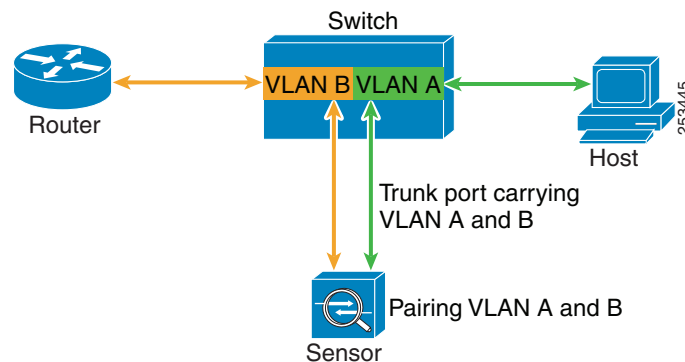 Switch
VLAN B VLAN A
Router
Host
253445
Trunk port carrying
VLAN A and B
Pairing VLAN A and B
Sensor